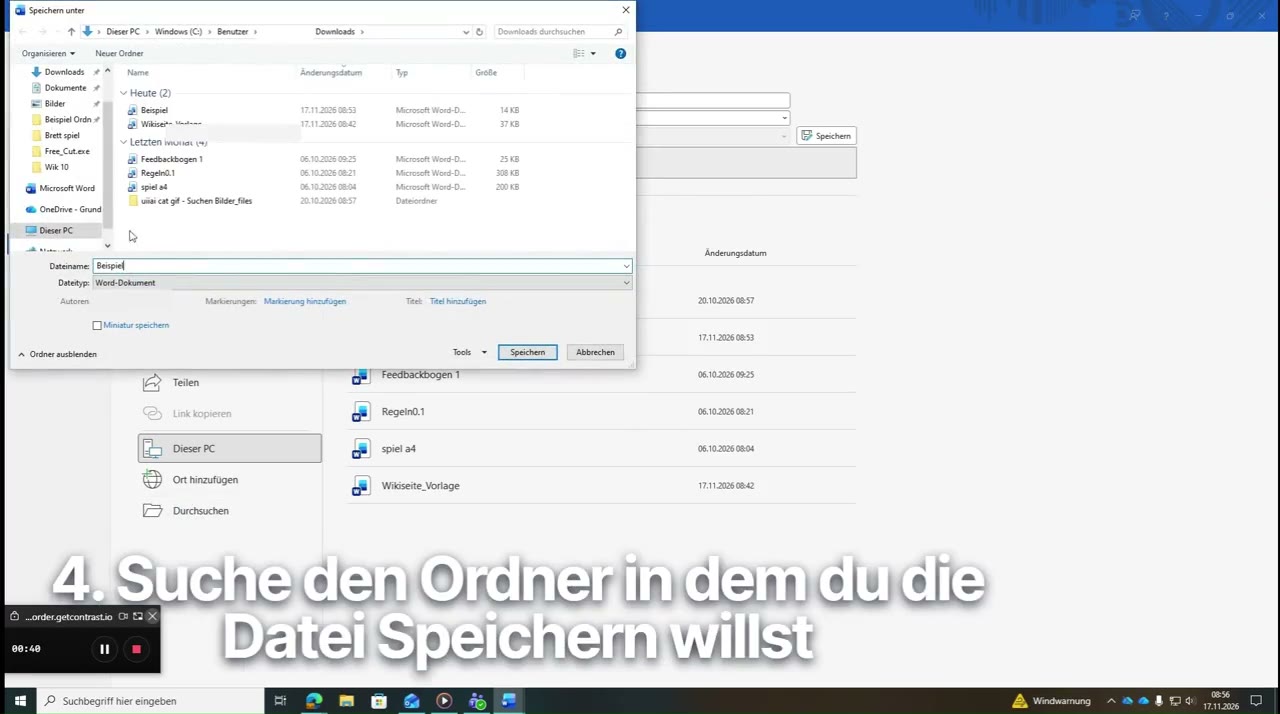 Speichern unter
Dieser PC > Windows (C:) > Benutzer > Downloads >
Downloads durchsuchen
Organisieren
Neuer Ordner
Downloads
Dokumente
Bilder
Beispiel Ordn
Brett spiel
Free_Cut.exe
Wik 10
Microsoft Word
OneDrive - Grund
Dieser PC
Netzwerk
Name Änderungsdatum Typ Größe
Heute (2)
Beispiel 17.11.2026 08:53 Microsoft Word-D... 14 KB
Wikiseite_Vorlage 17.11.2026 08:42 Microsoft Word-D... 37 KB
Letzten Monat (4)
Feedbackbogen 1 06.10.2026 09:25 Microsoft Word-D... 25 KB
Regeln0.1 06.10.2026 08:21 Microsoft Word-D... 308 KB
spiel a4 06.10.2026 08:04 Microsoft Word-D... 200 KB
uiiai cat gif - Suchen Bilder_files 20.10.2026 08:57 Dateiordner
Dateiname: Beispiel
Dateityp: Word-Dokument
Autoren Markierungen: Markierung hinzufügen Titel: Titel hinzufügen
Miniatur speichern
Ordner ausblenden
Tools Speichern Abbrechen
Speichern
Änderungsdatum
20.10.2026 08:57
17.11.2026 08:53
Teilen
Link kopieren
Dieser PC
Ort hinzufügen
Durchsuchen
Feedbackbogen 1 06.10.2026 09:25
Regeln0.1 06.10.2026 08:21
spiel a4 06.10.2026 08:04
Wikiseite_Vorlage 17.11.2026 08:42
4. Suche den Ordner in dem du die
Datei Speichern willst
...order.getcontrast.io
00:40
Suchbegriff hier eingeben
Windwarnung
08:56
17.11.2026